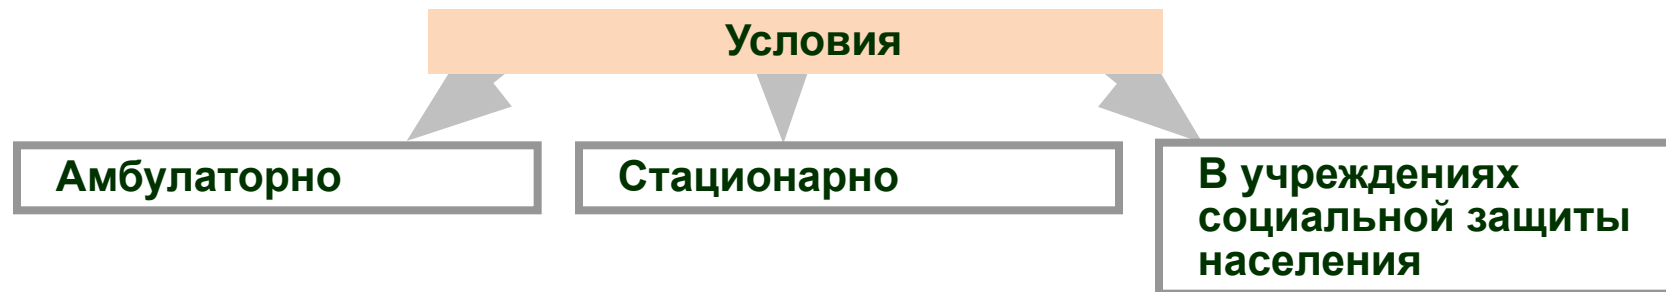 Условия
Амбулаторно
Стационарно
В учреждениях
социальной защиты
населения